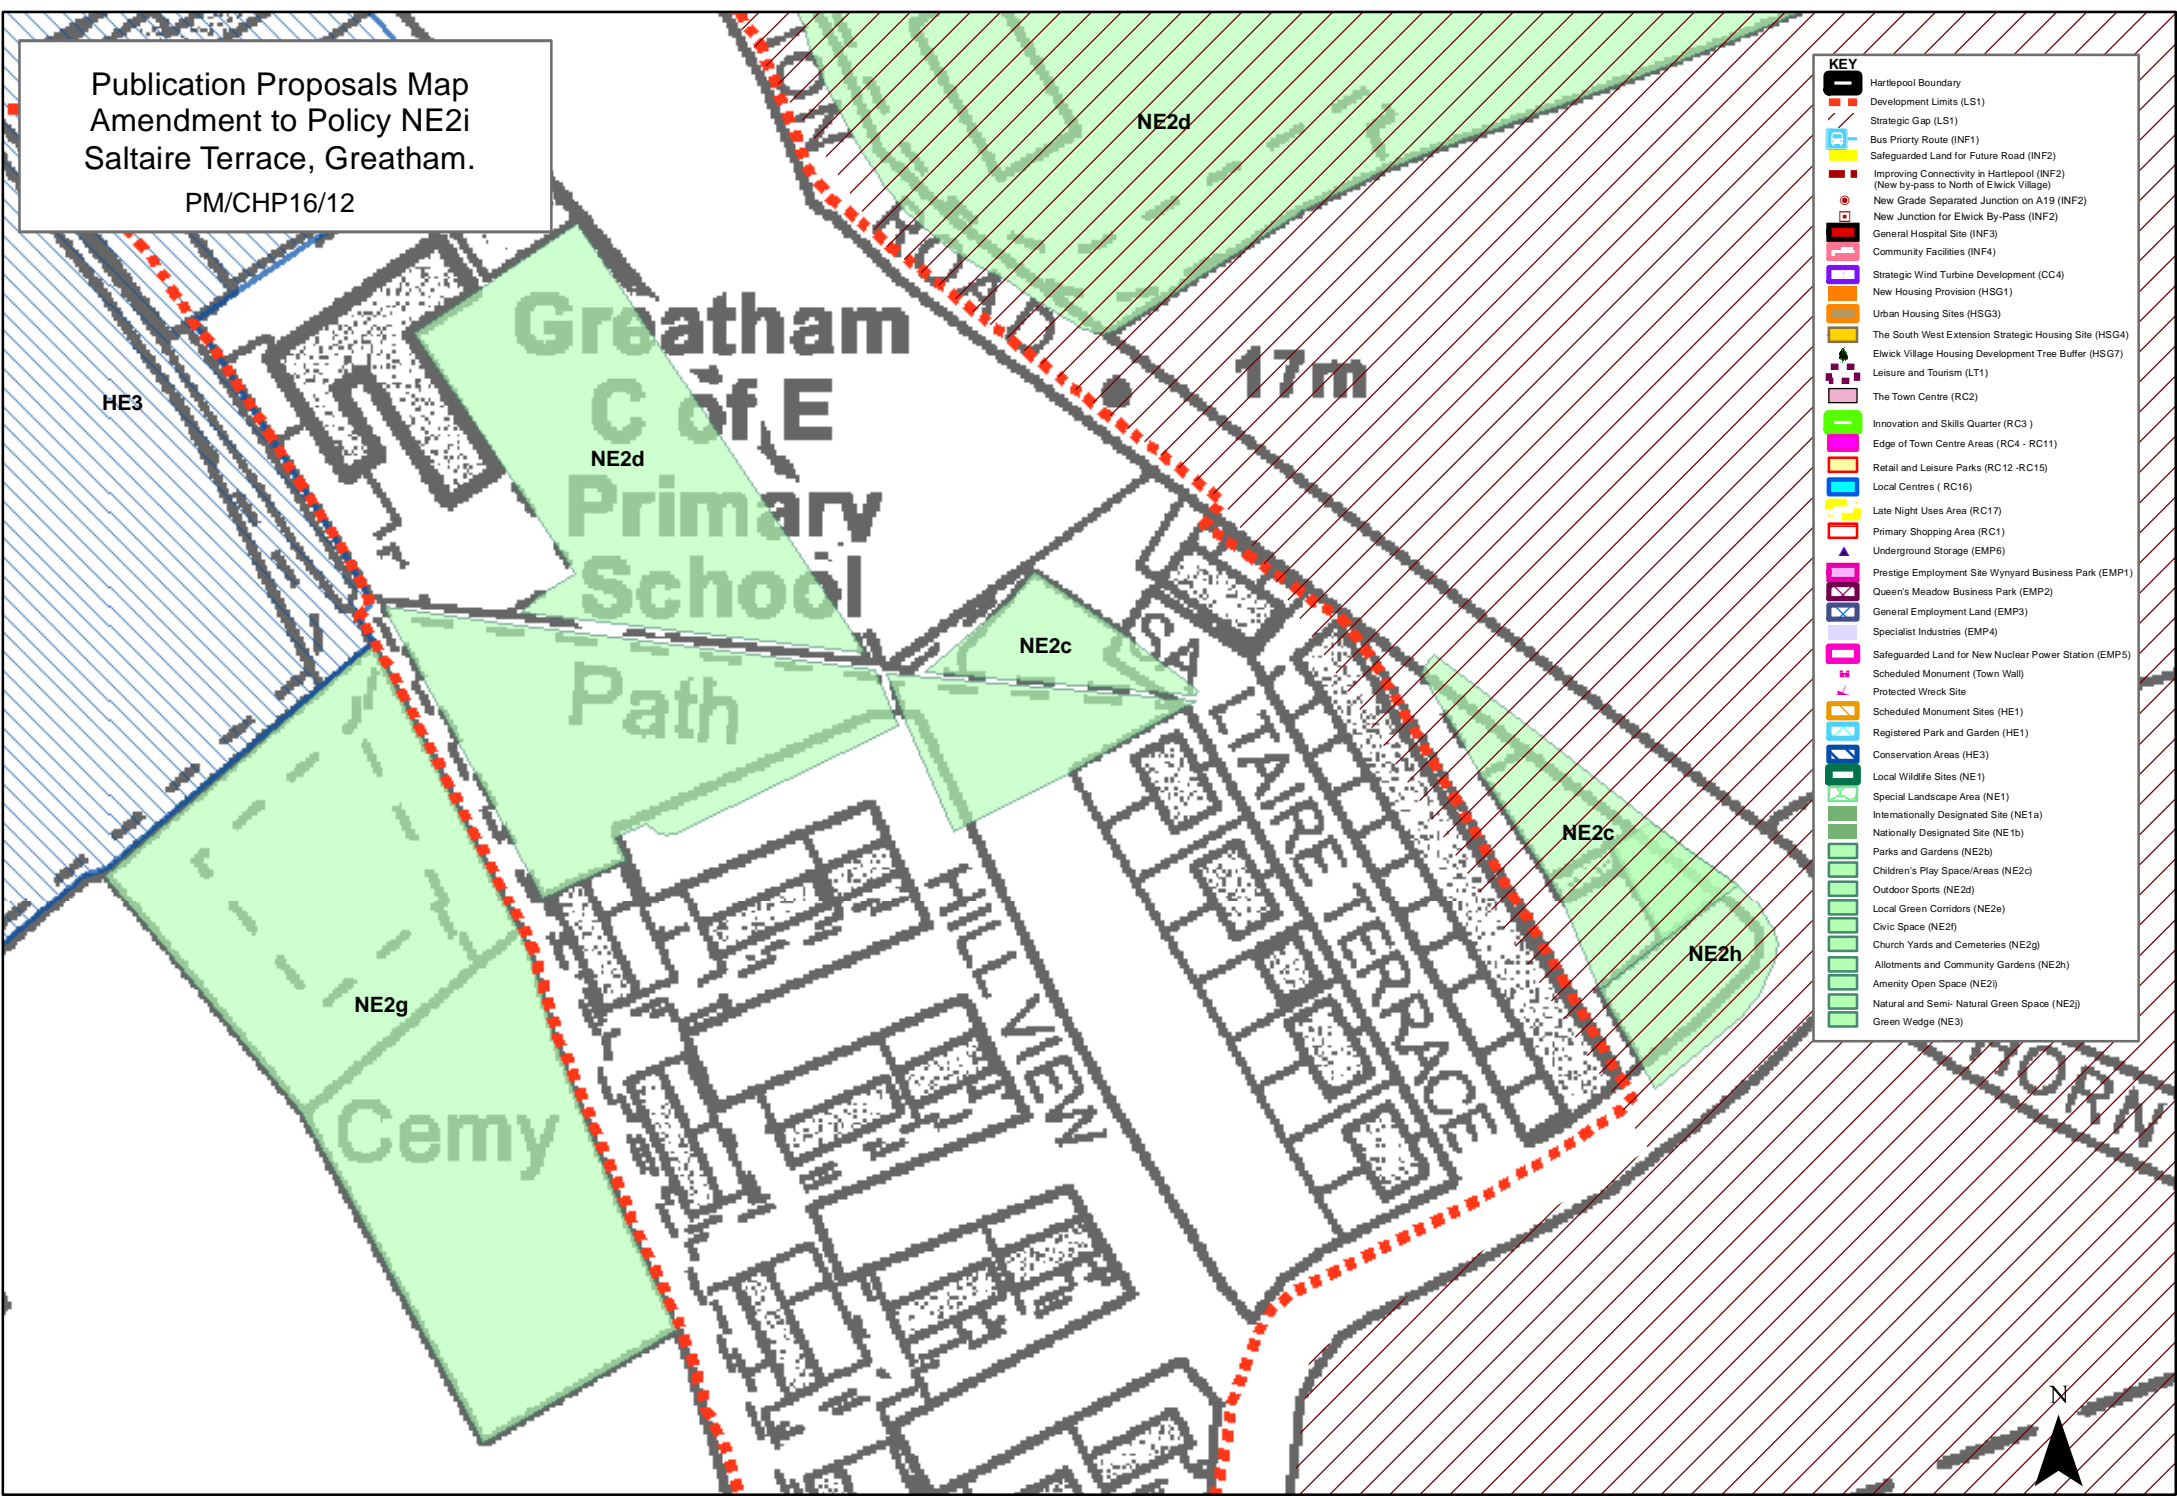 Publication Proposals Map
Amendment to Policy NE2i
Saltaire Terrace, Greatham.
PM/CHP16/12
KEY
Hartlepool Boundary
Development Limits (LS1)
Strategic Gap (LS1)
Bus Priorty Route (INF1)
Safeguarded Land for Future Road (INF2)
Improving Connectivity in Hartlepool (INF2)
(New by-pass to North of Elwick Village)
New Grade Separated Junction on A19 (INF2)
New Junction for Elwick By-Pass (INF2)
General Hospital Site (INF3)
Community Facilities (INF4)
Strategic Wind Turbine Development (CC4)
New Housing Provision (HSG1)
Urban Housing Sites (HSG3)
The South West Extension Strategic Housing Site (HSG4)
Elwick Village Housing Development Tree Buffer (HSG7)
Leisure and Tourism (LT1)
The Town Centre (RC2)
Innovation and Skills Quarter (RC3 )
Edge of Town Centre Areas (RC4 - RC11)
Retail and Leisure Parks (RC12 -RC15)
Local Centres ( RC16)
Late Night Uses Area (RC17)
Primary Shopping Area (RC1)
Underground Storage (EMP6)
Prestige Employment Site Wynyard Business Park (EMP1)
Queen's Meadow Business Park (EMP2)
General Employment Land (EMP3)
Specialist Industries (EMP4)
Safeguarded Land for New Nuclear Power Station (EMP5)
Scheduled Monument (Town Wall)
Protected Wreck Site
Scheduled Monument Sites (HE1)
Registered Park and Garden (HE1)
Conservation Areas (HE3)
Local Wildlife Sites (NE1)
Special Landscape Area (NE1)
Internationally Designated Site (NE1a)
Nationally Designated Site (NE1b)
Parks and Gardens (NE2b)
Children's Play Space/Areas (NE2c)
Outdoor Sports (NE2d)
Local Green Corridors (NE2e)
Civic Space (NE2f)
Church Yards and Cemeteries (NE2g)
Allotments and Community Gardens (NE2h)
Amenity Open Space (NE2i)
Natural and Semi- Natural Green Space (NE2j)
Green Wedge (NE3)
NE2d
ROAD
Greatham
C of E
Primary
School
17m
HE3
NE2d
NE2c
Path
LTAIRE TERRACE
NE2c
HILL VIEW
NE2h
NE2g
Cemy
HORN
N